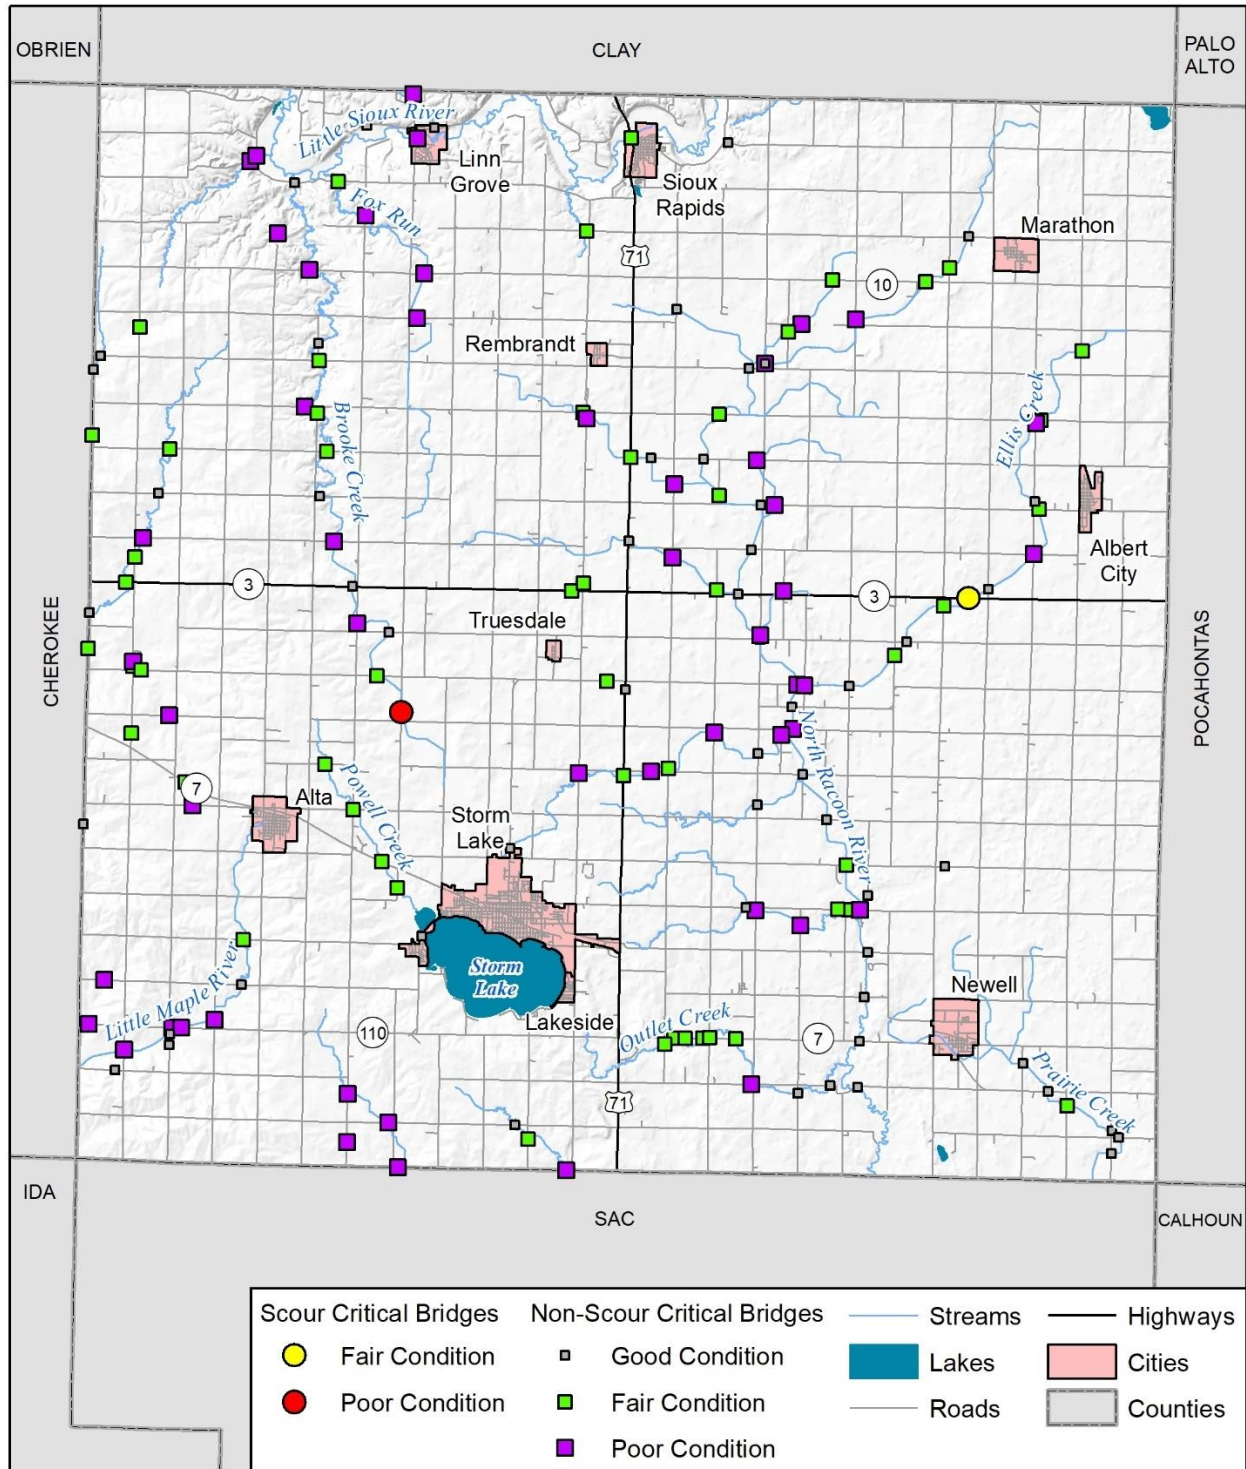 OBRIEN
CLAY
PALO
ALTO
Little Sioux River
Linn
Grove
Sioux
Rapids
Fox Run
Marathon
71
10
Rembrandt
Ellis Creek
Brooke Creek
Albert
City
3
3
Truesdale
CHEROKEE
POCAHONTAS
North Racoon River
7
Alta
Powell Creek
Storm
Lake
Storm
Lake
Little Maple River
Newell
Lakeside
110
Outlet Creek
7
Prairie Creek
71
IDA
SAC
CALHOUN
Scour Critical Bridges
Fair Condition
Poor Condition
Non-Scour Critical Bridges
Good Condition
Fair Condition
Poor Condition
Streams
Lakes
Roads
Highways
Cities
Counties